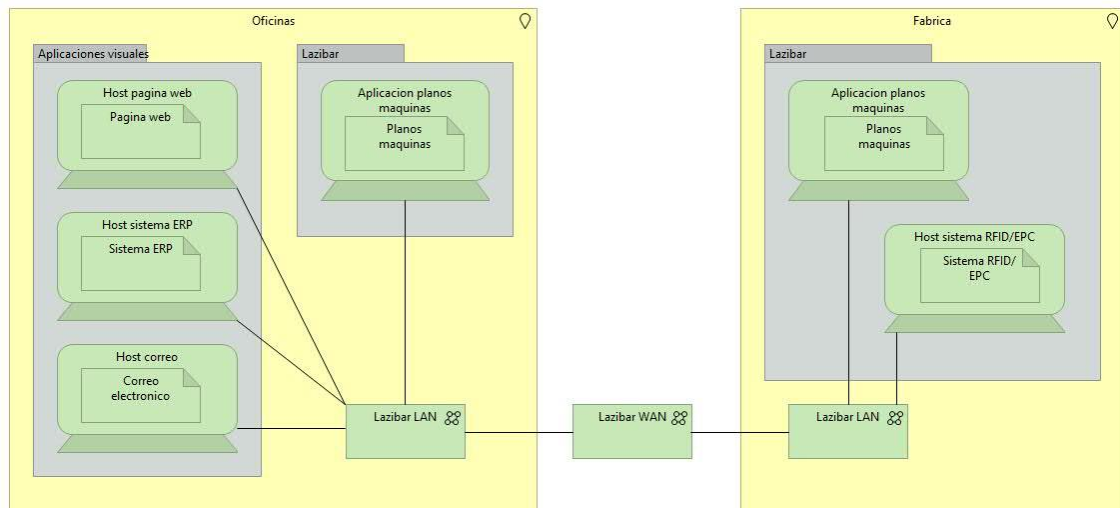 Oficinas
Aplicaciones visuales
Host pagina web
Pagina web
Host sistema ERP
Sistema ERP
Host correo
Correo
electronico
Lazibar
Aplicacion planos
maquinas
Planos
maquinas
Lazibar LAN
Lazibar WAN
Fabrica
Lazibar
Aplicacion planos
maquinas
Planos
maquinas
Host sistema RFID/EPC
Sistema RFID/
EPC
Lazibar LAN